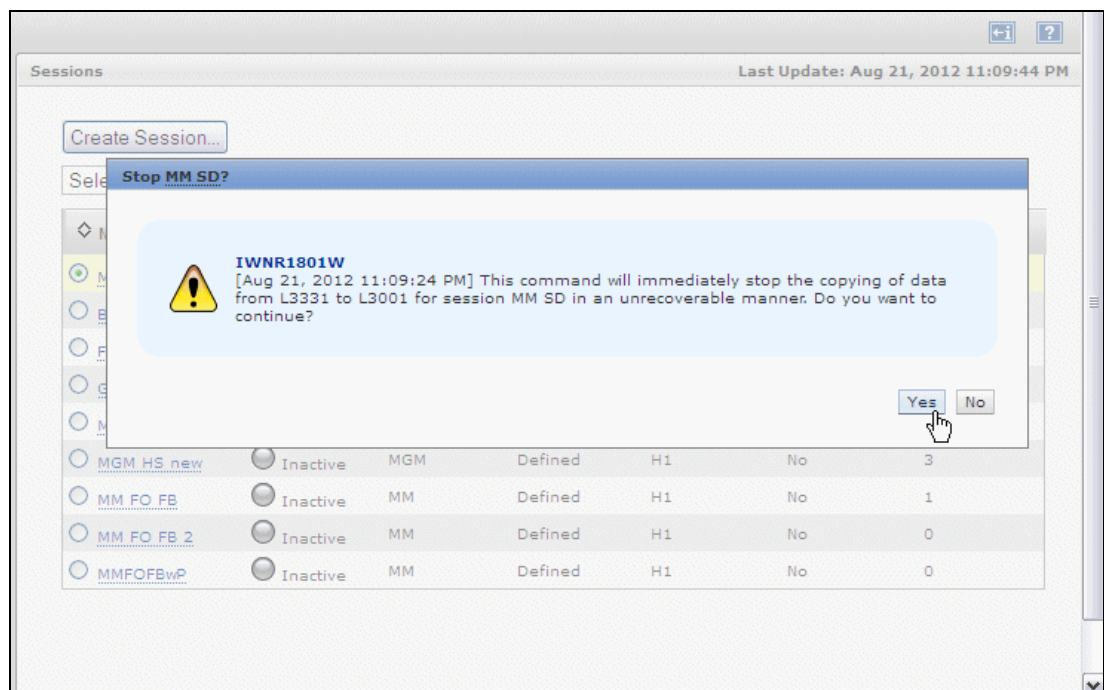 ?
Sessions Last Update: Aug 21, 2012 11:09:44 PM
Create Session...
Stop MM SD?
IWNR1801W
[Aug 21, 2012 11:09:24 PM] This command will immediately stop the copying of data
from L3331 to L3001 for session MM SD in an unrecoverable manner. Do you want to
continue?
Yes No
MGM HS new Inactive MGM Defined H1 No 3
MM FO FB Inactive MM Defined H1 No 1
MM FO FB 2 Inactive MM Defined H1 No 0
MMFOFBwP Inactive MM Defined H1 No 0